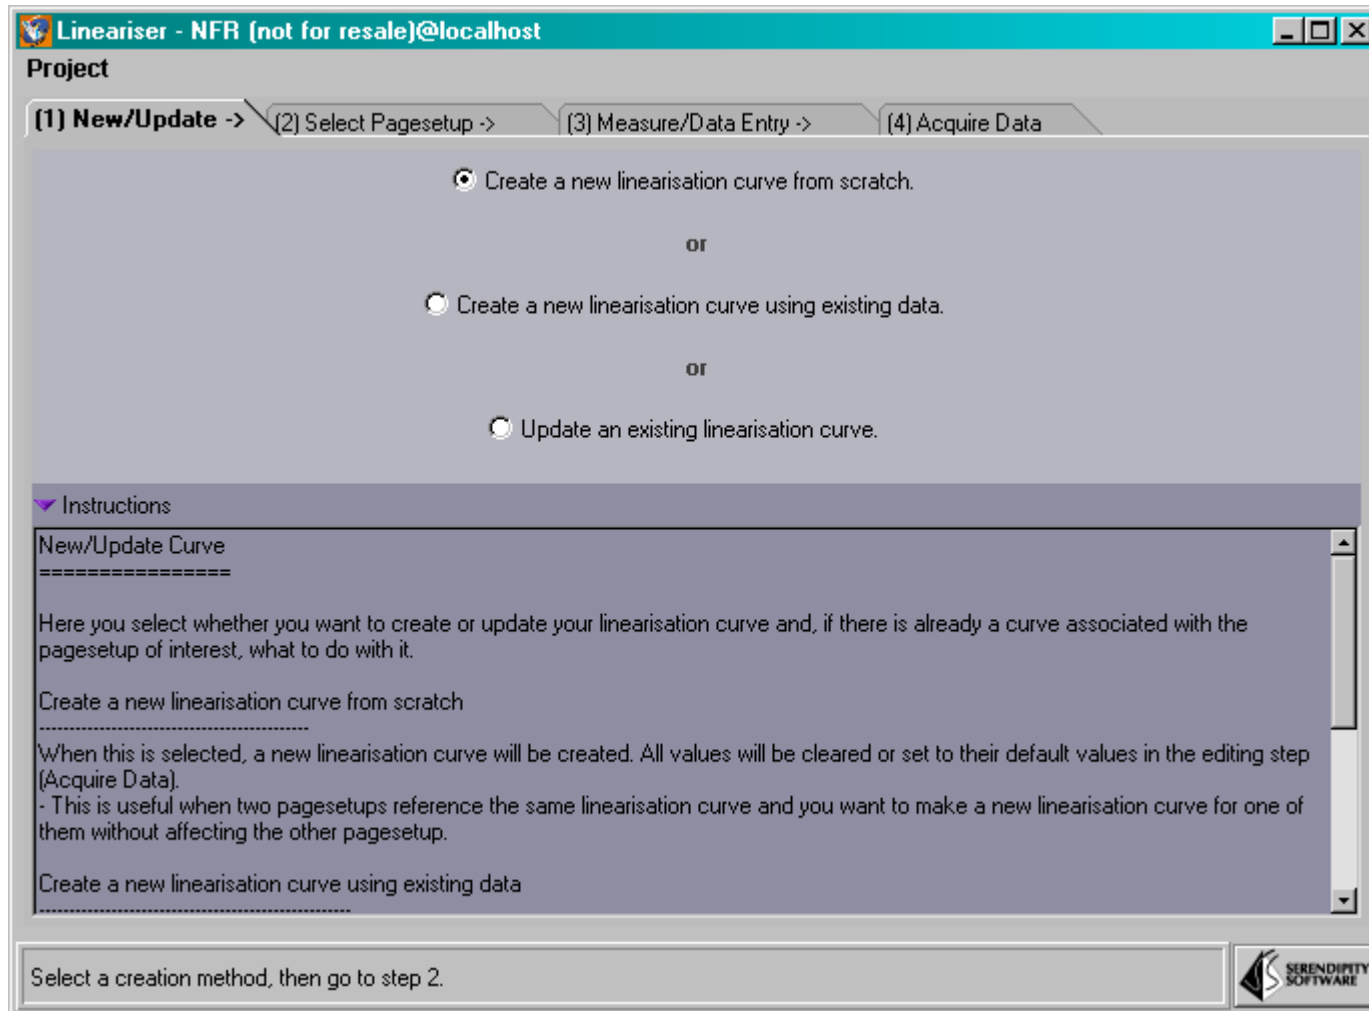 Lineariser - NFR (not for resale)@localhost
Project
(1) New/Update -> (2) Select Pagesetup -> (3) Measure/Data Entry -> (4) Acquire Data
Create a new linearisation curve from scratch.
or
Create a new linearisation curve using existing data.
or
Update an existing linearisation curve.
Instructions
New/Update Curve
================
Here you select whether you want to create or update your linearisation curve and, if there is already a curve associated with the
pagesetup of interest, what to do with it.
Create a new linearisation curve from scratch
---------------------------------------------
When this is selected, a new linearisation curve will be created. All values will be cleared or set to their default values in the editing step
(Acquire Data).
- This is useful when two pagesetups reference the same linearisation curve and you want to make a new linearisation curve for one of
them without affecting the other pagesetup.
Create a new linearisation curve using existing data
----------------------------------------------------
Select a creation method, then go to step 2.
SERENDIPITY
SOFTWARE